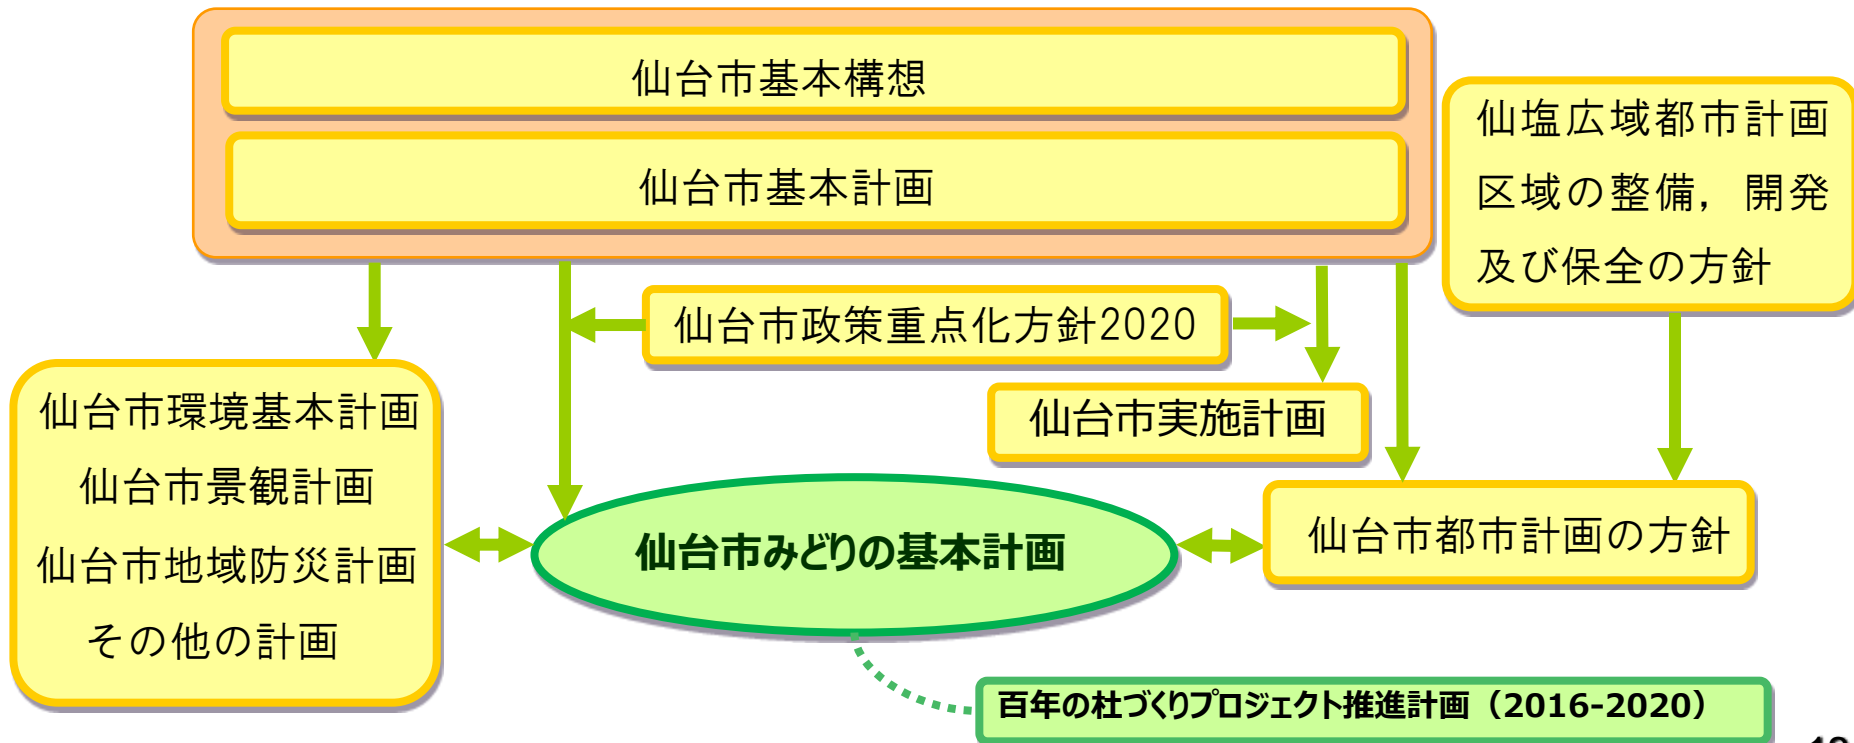 仙台市基本構想
仙台市基本計画
仙塩広域都市計画
区域の整備，開発
及び保全の方針
仙台市政策重点化方針2020
仙台市実施計画
仙台市環境基本計画
仙台市景観計画
仙台市地域防災計画
その他の計画
仙台市みどりの基本計画
仙台市都市計画の方針
百年の杜づくりプロジェクト推進計画（2016-2020）